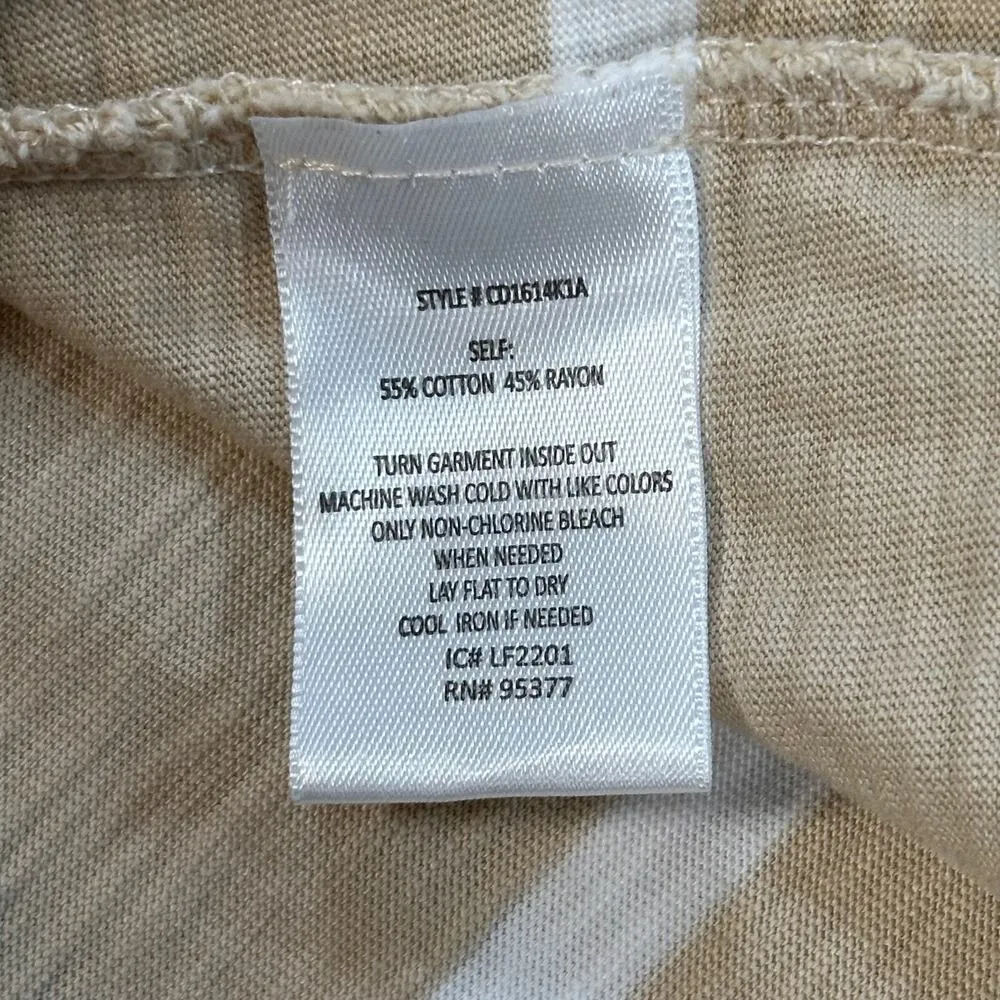 STYLE # CD1614K1A
SELF:
55% COTTON 45% RAYON
TURN GARMENT INSIDE OUT
MACHINE WASH COLD WITH LIKE COLORS
ONLY NON-CHLORINE BLEACH
WHEN NEEDED
LAY FLAT TO DRY
COOL IRON IF NEEDED
IC# LF2201
RN# 95377